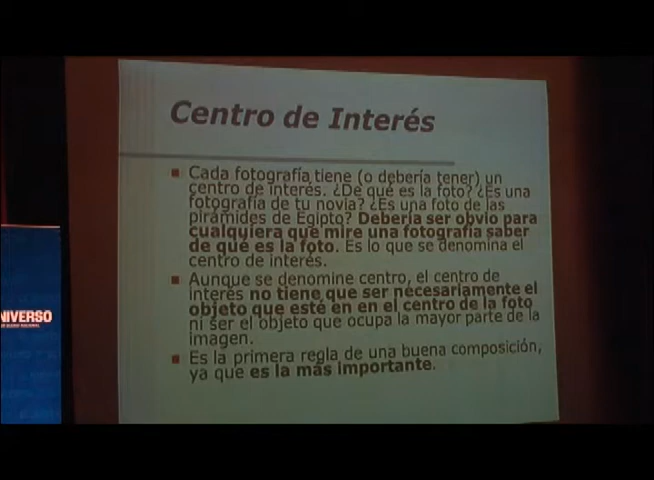 Centro de Interés
Cada fotografía tiene (o debería tener) un
centro de interés. ¿De qué es la foto? ¿Es una
fotografía de tu novia? ¿Es una foto de las
pirámides de Egipto? Debería ser obvio para
cualquiera que mire una fotografía saber
de qué es la foto. Es lo que se denomina el
centro de interés.
Aunque se denomine centro, el centro de
interés no tiene que ser necesariamente el
objeto que esté en en el centro de la foto
ni ser el objeto que ocupa la mayor parte de la
imagen.
Es la primera regla de una buena composición,
ya que es la más importante.
NIVERSO